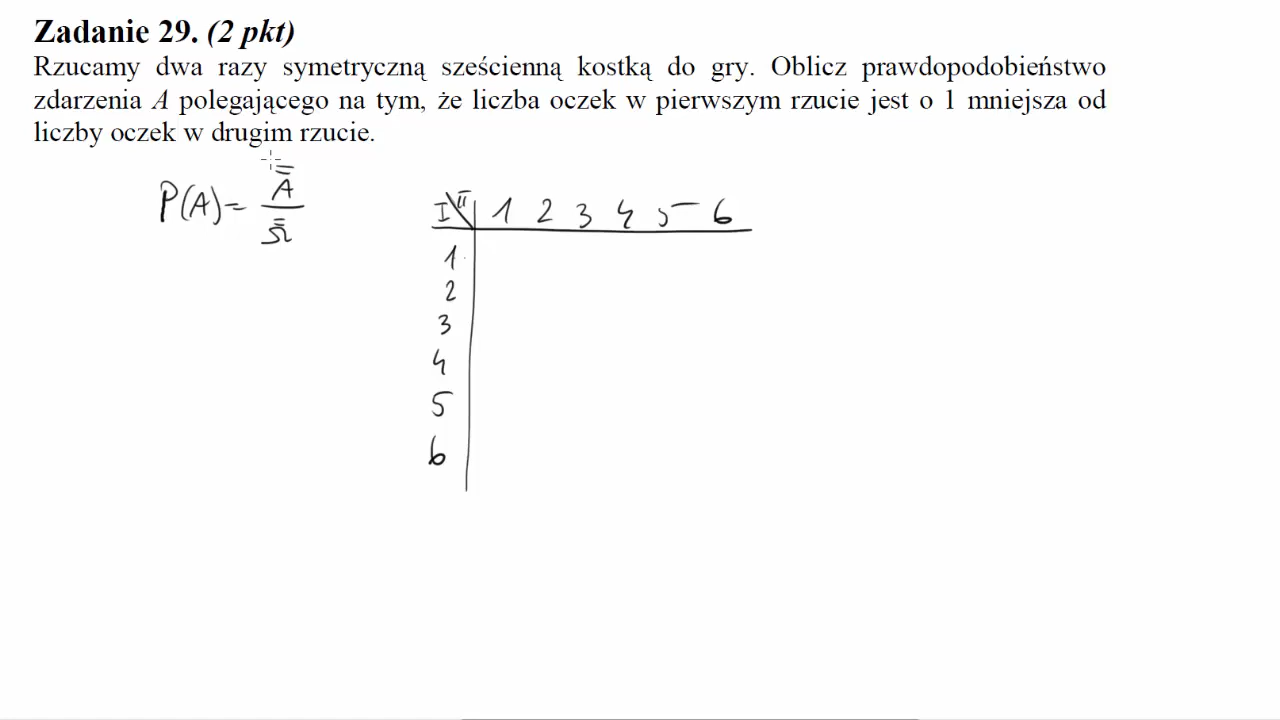 Zadanie 29. (2 pkt)
Rzucamy dwa razy symetryczną sześcienną kostką do gry. Oblicz prawdopodobieństwo
zdarzenia A polegającego na tym, że liczba oczek w pierwszym rzucie jest o 1 mniejsza od
liczby oczek w drugim rzucie.
P(A) = A̿ / Ω̿
I \ II 1 2 3 4 5 6
1
2
3
4
5
6